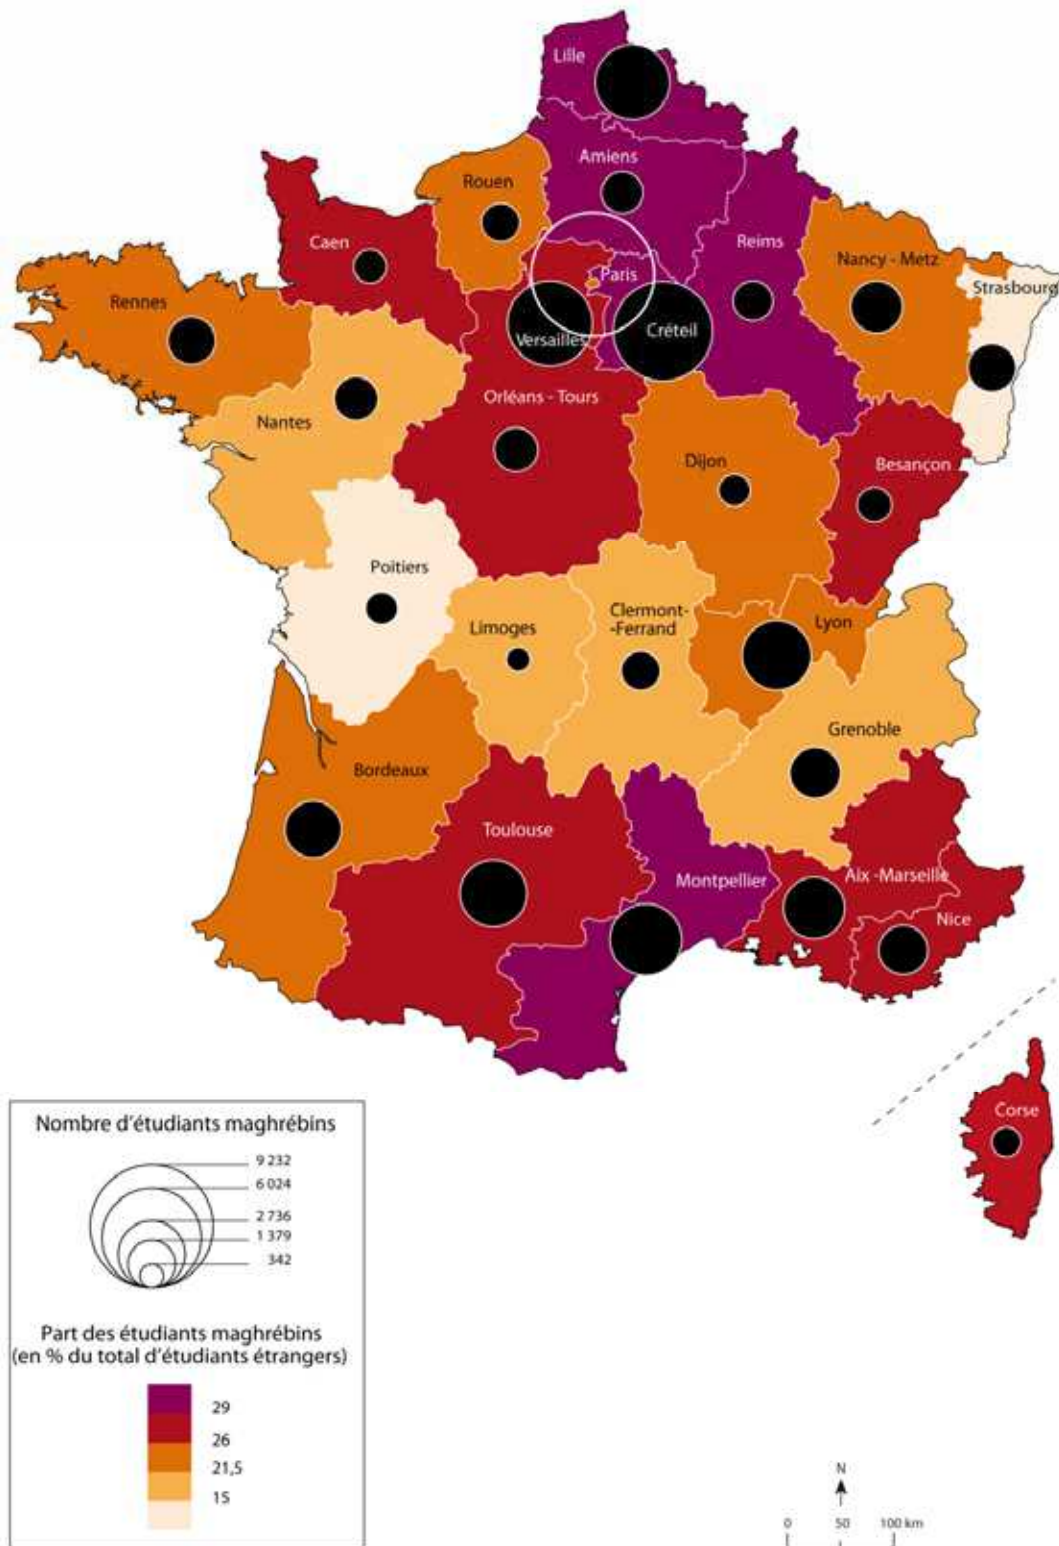 Lille
Amiens
Rouen
Reims
Caen
Nancy - Metz
Paris
Strasbourg
Rennes
Créteil
Versailles
Orléans - Tours
Nantes
Dijon
Besançon
Poitiers
Clermont-
-Ferrand
Limoges
Lyon
Grenoble
Bordeaux
Toulouse
Montpellier
Aix -Marseille
Nice
Corse
Nombre d'étudiants maghrébins
9 232
6 024
2 736
1 379
342
Part des étudiants maghrébins
(en % du total d'étudiants étrangers)
29
26
21,5
15
N
0 50 100 km